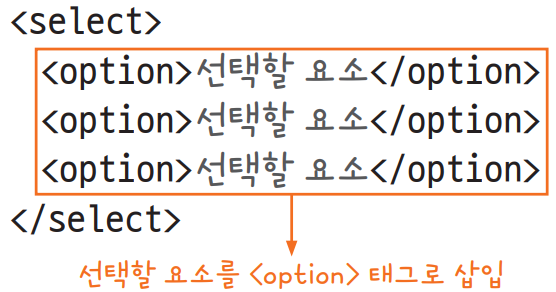 <select>
<option>선택할 요소</option>
<option>선택할 요소</option>
<option>선택할 요소</option>
</select>
선택할 요소를 <option> 태그로 삽입